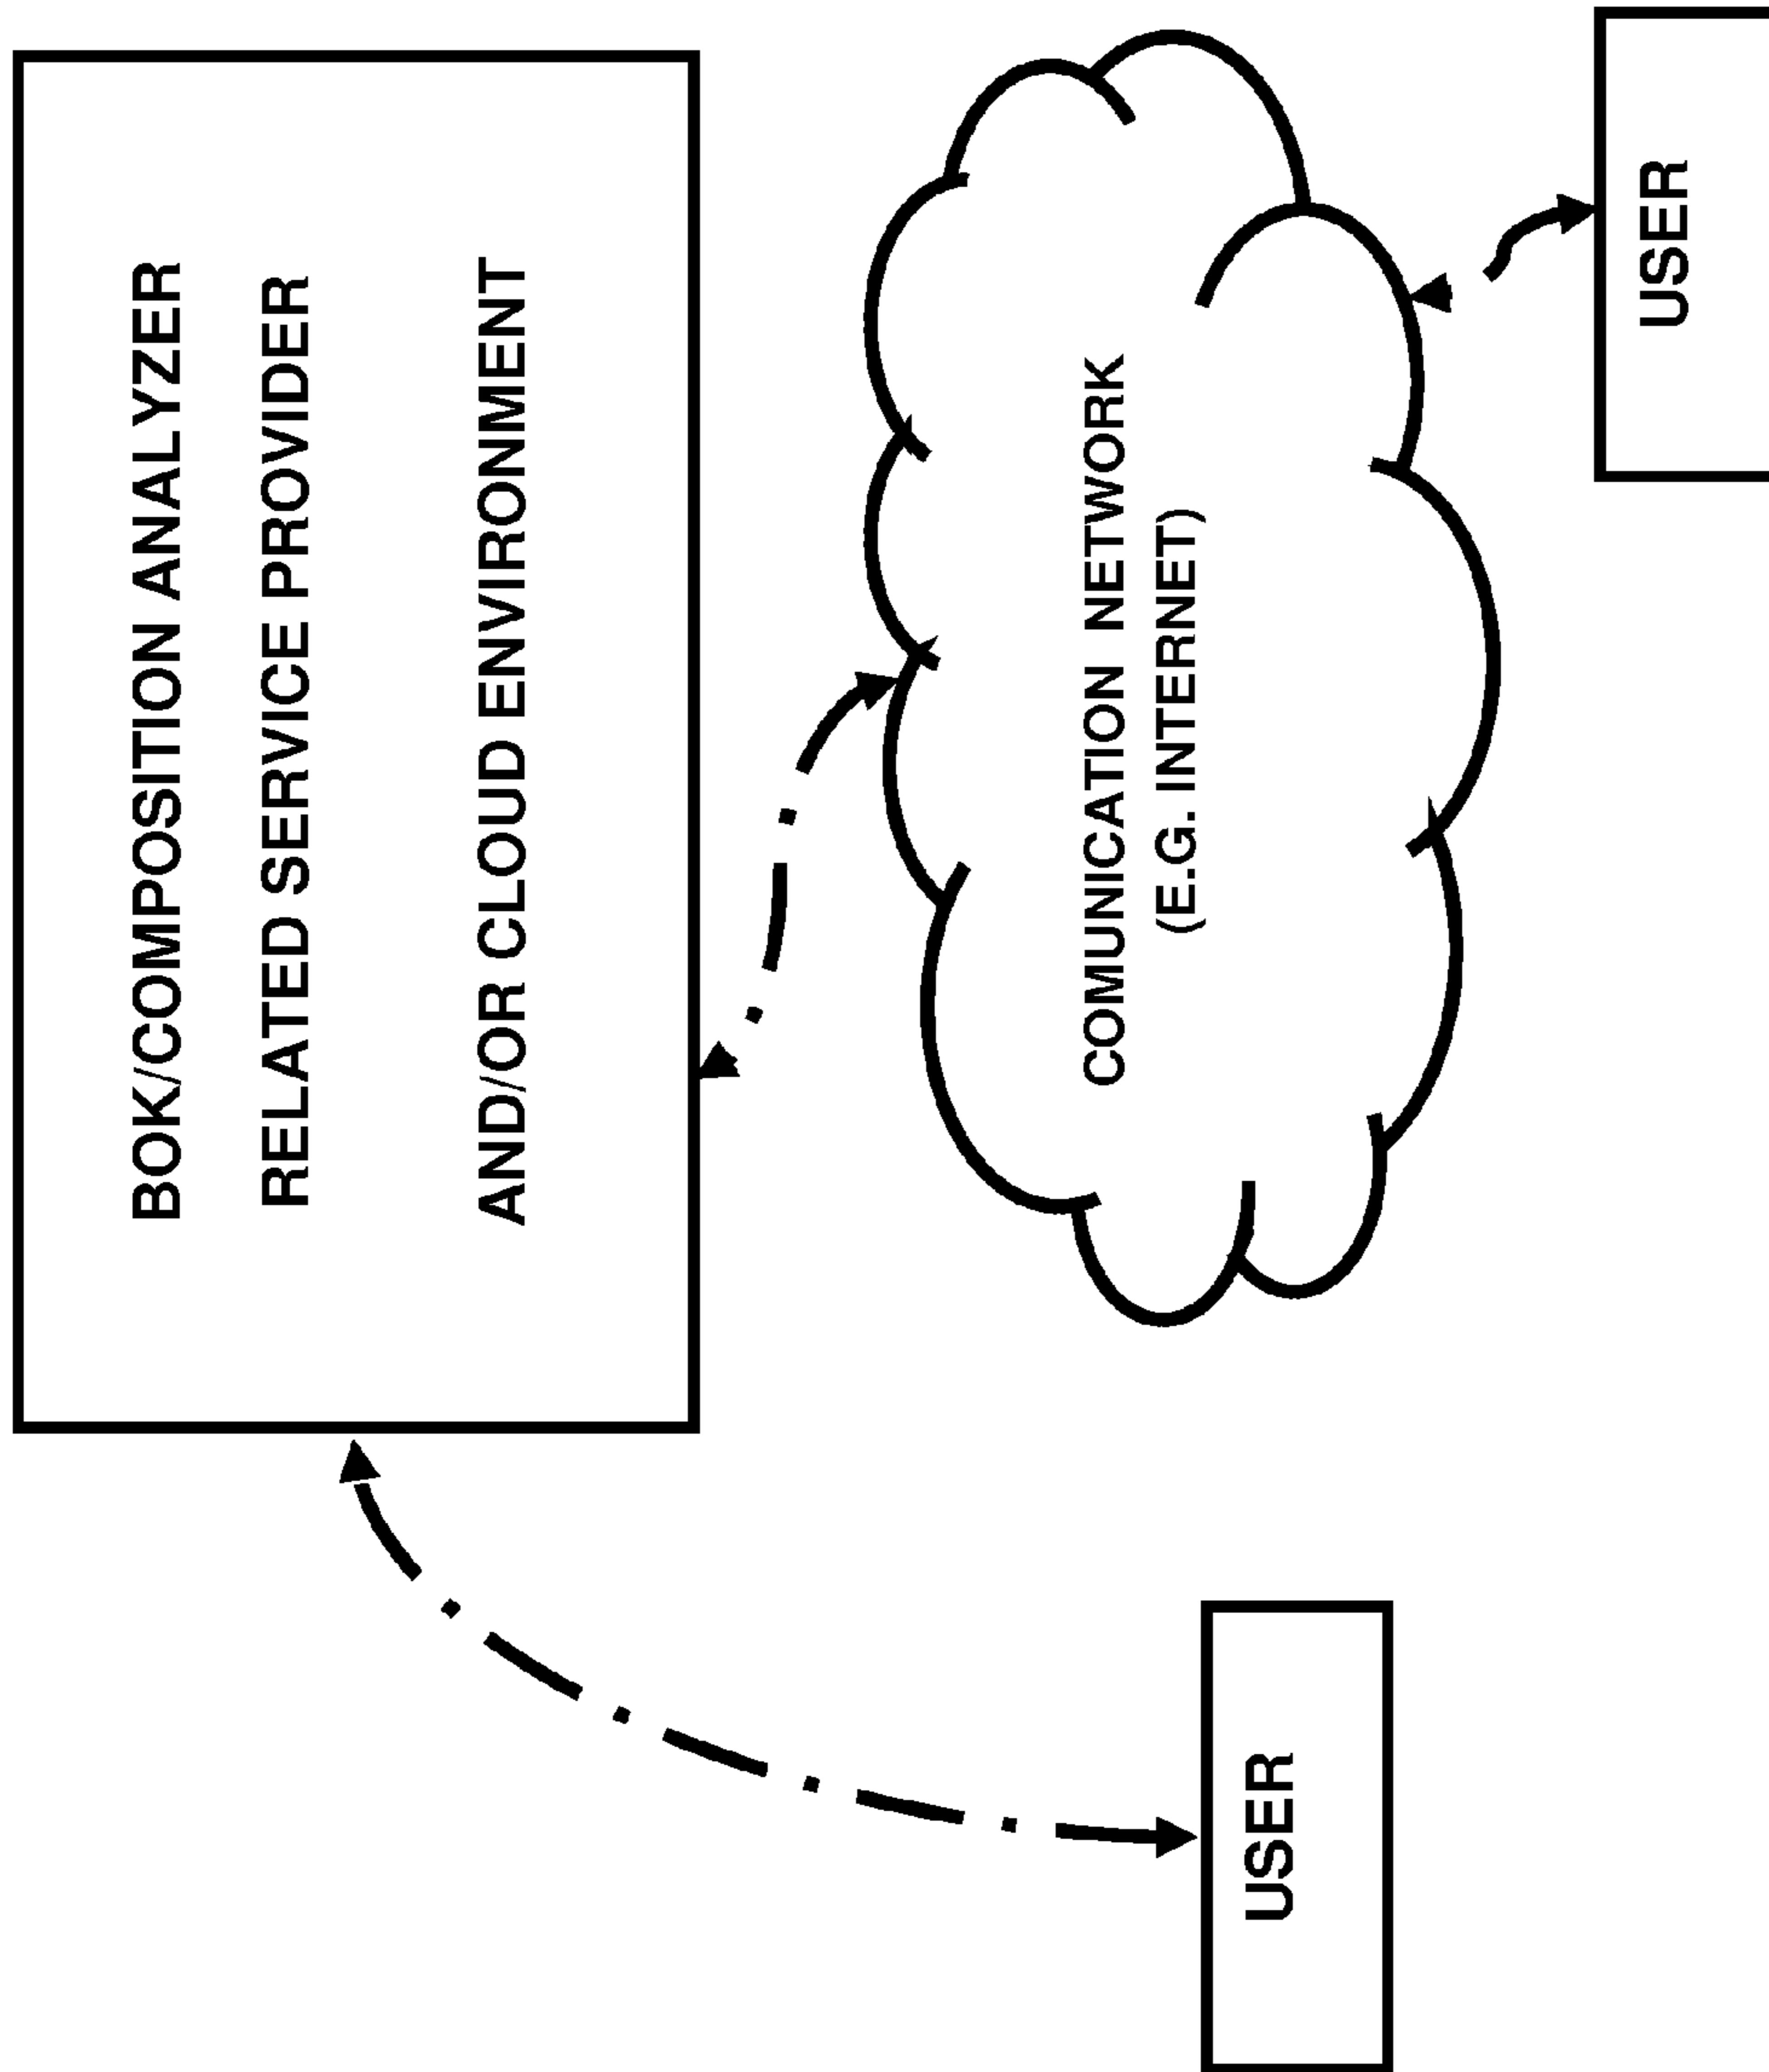 BOK/COMPOSITION ANALYZER
RELATED SERVICE PROVIDER
AND/OR CLOUD ENVIRONMENT
COMUNICATION NETWORK
(E.G. INTERNET)
USER
USER